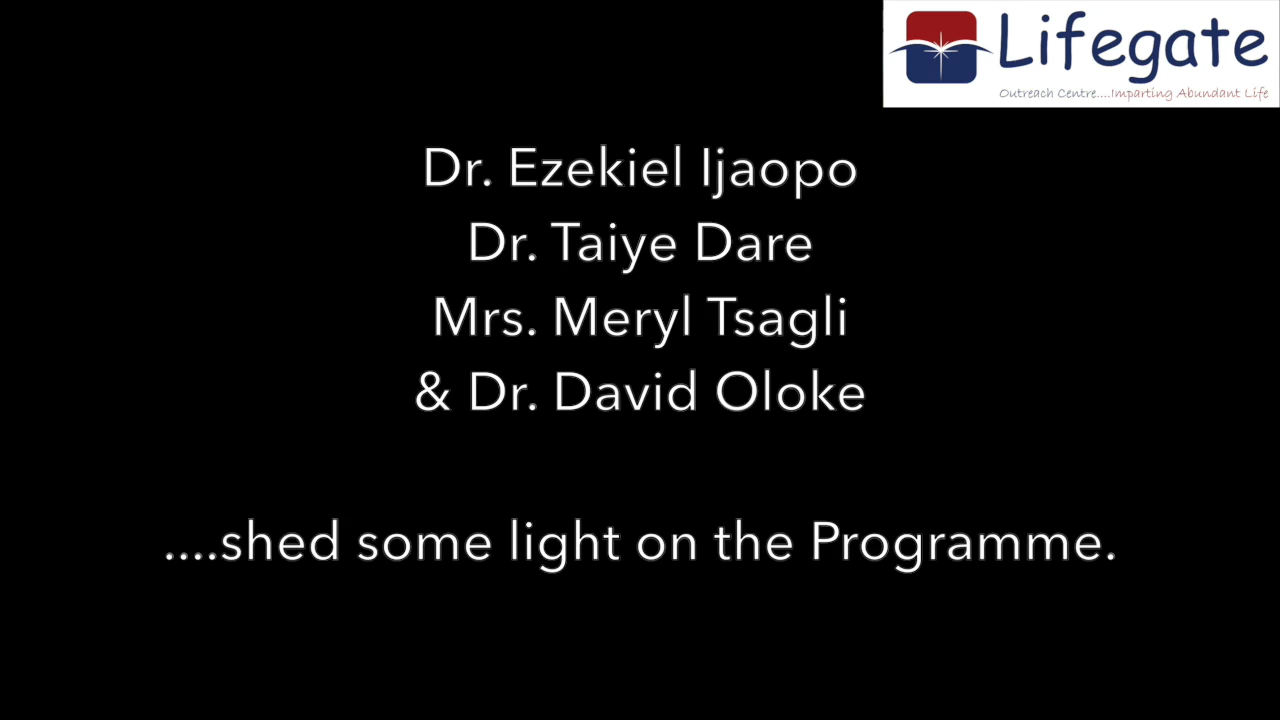 Lifegate
Outreach Centre....Imparting Abundant Life
Dr. Ezekiel Ijaopo
Dr. Taiye Dare
Mrs. Meryl Tsagli
& Dr. David Oloke
....shed some light on the Programme.